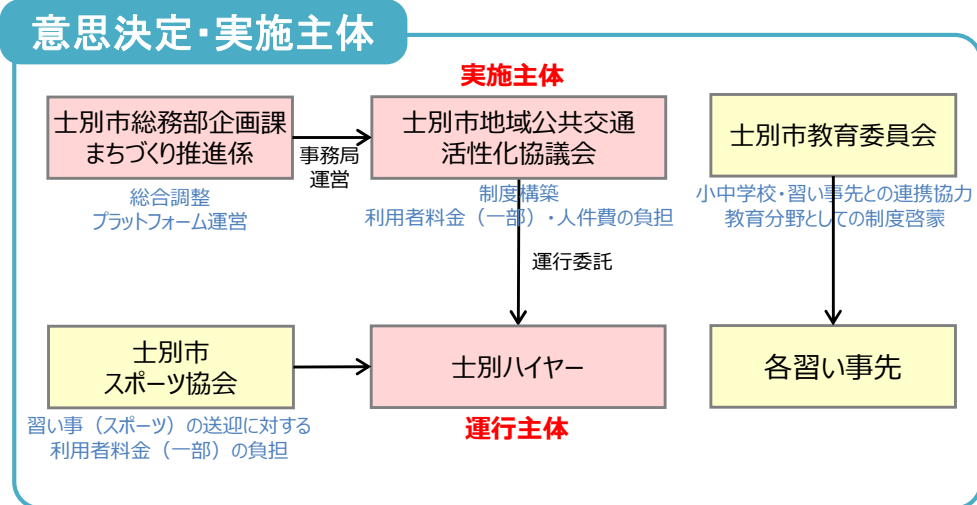 意思決定・実施主体
実施主体
士別市総務部企画課
まちづくり推進係
事務局
運営
士別市地域公共交通
活性化協議会
士別市教育委員会
総合調整
プラットフォーム運営
制度構築
利用者料金（一部）・人件費の負担
小中学校・習い事先との連携協力
教育分野としての制度啓蒙
運行委託
士別市
スポーツ協会
士別ハイヤー
各習い事先
習い事（スポーツ）の送迎に対する
利用者料金（一部）の負担
運行主体